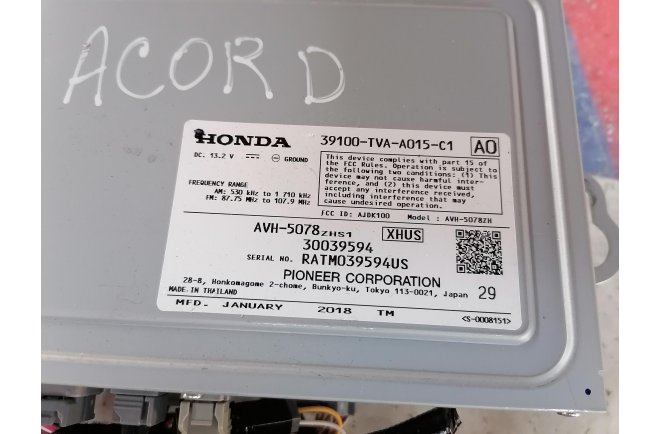 ACORD
HONDA 39100-TVA-A015-C1 A0
DC. 13.2 V GROUND
This device complies with part 15 of
the FCC Rules. Operation is subject to
the following two conditions: (1) This
device may not cause harmful inter-
ference, and (2) this device must
accept any interference received,
including interference that may
cause undesired operation.
FREQUENCY RANGE
AM: 530 kHz to 1 710 kHz
FM: 87.75 MHz to 107.9 MHz
FCC ID: AJDK100 Model: AVH-5078ZH
AVH-5078ZHS1 XHUS
30039594
SERIAL NO. RATM039594US
PIONEER CORPORATION
28-8, Honkomagome 2-chome, Bunkyo-ku, Tokyo 113-0021, Japan 29
MADE IN THAILAND
MFD- JANUARY 2018 TM
<S-0008151>